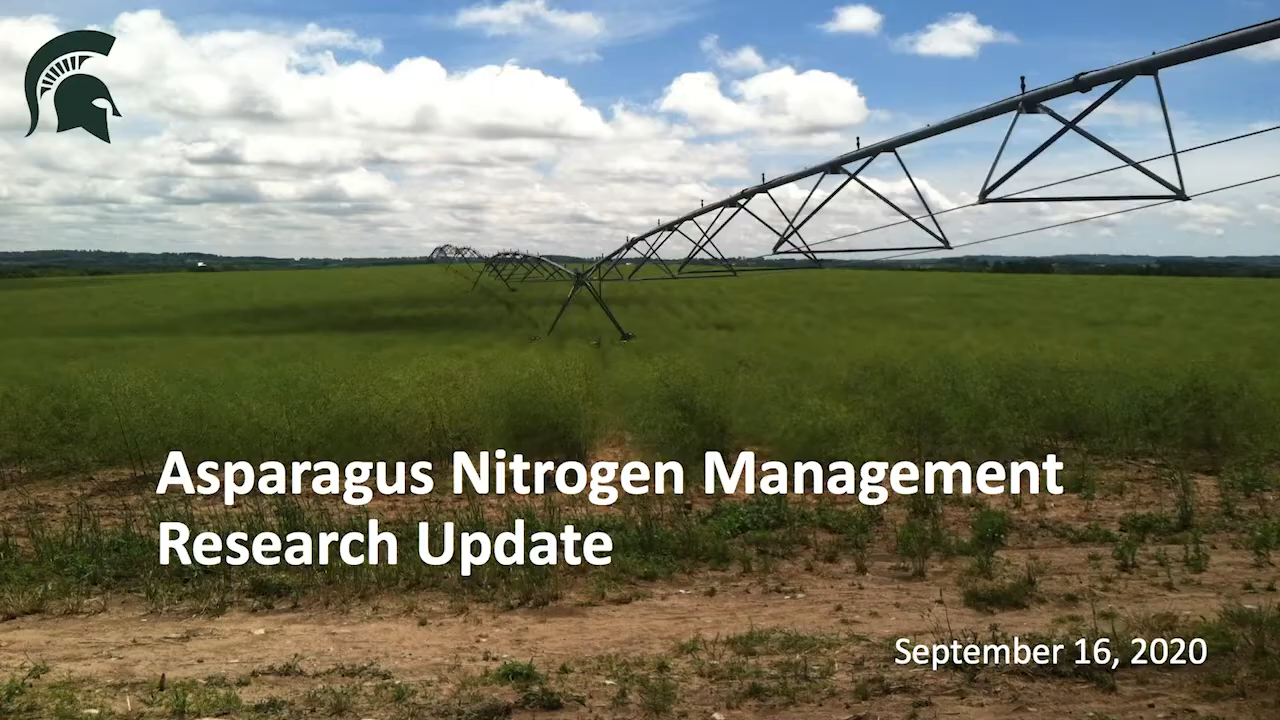 Asparagus Nitrogen Management
Research Update
September 16, 2020